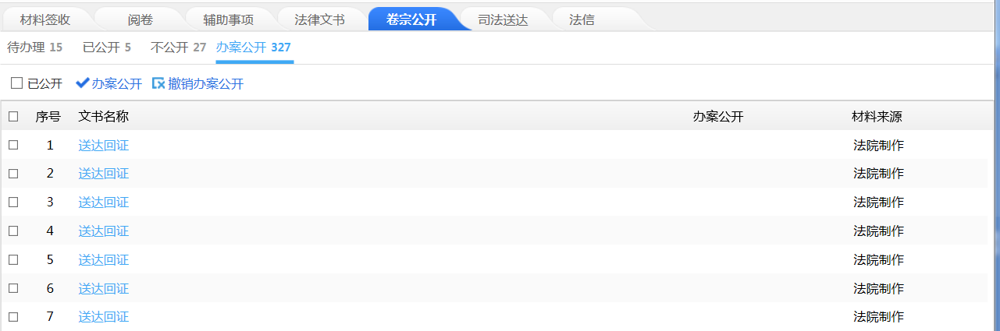 材料签收 阅卷 辅助事项 法律文书 卷宗公开 司法送达 法信
待办理 15 已公开 5 不公开 27 办案公开 327
已公开 办案公开 撤销办案公开
序号 文书名称 办案公开 材料来源
1 送达回证 法院制作
2 送达回证 法院制作
3 送达回证 法院制作
4 送达回证 法院制作
5 送达回证 法院制作
6 送达回证 法院制作
7 送达回证 法院制作